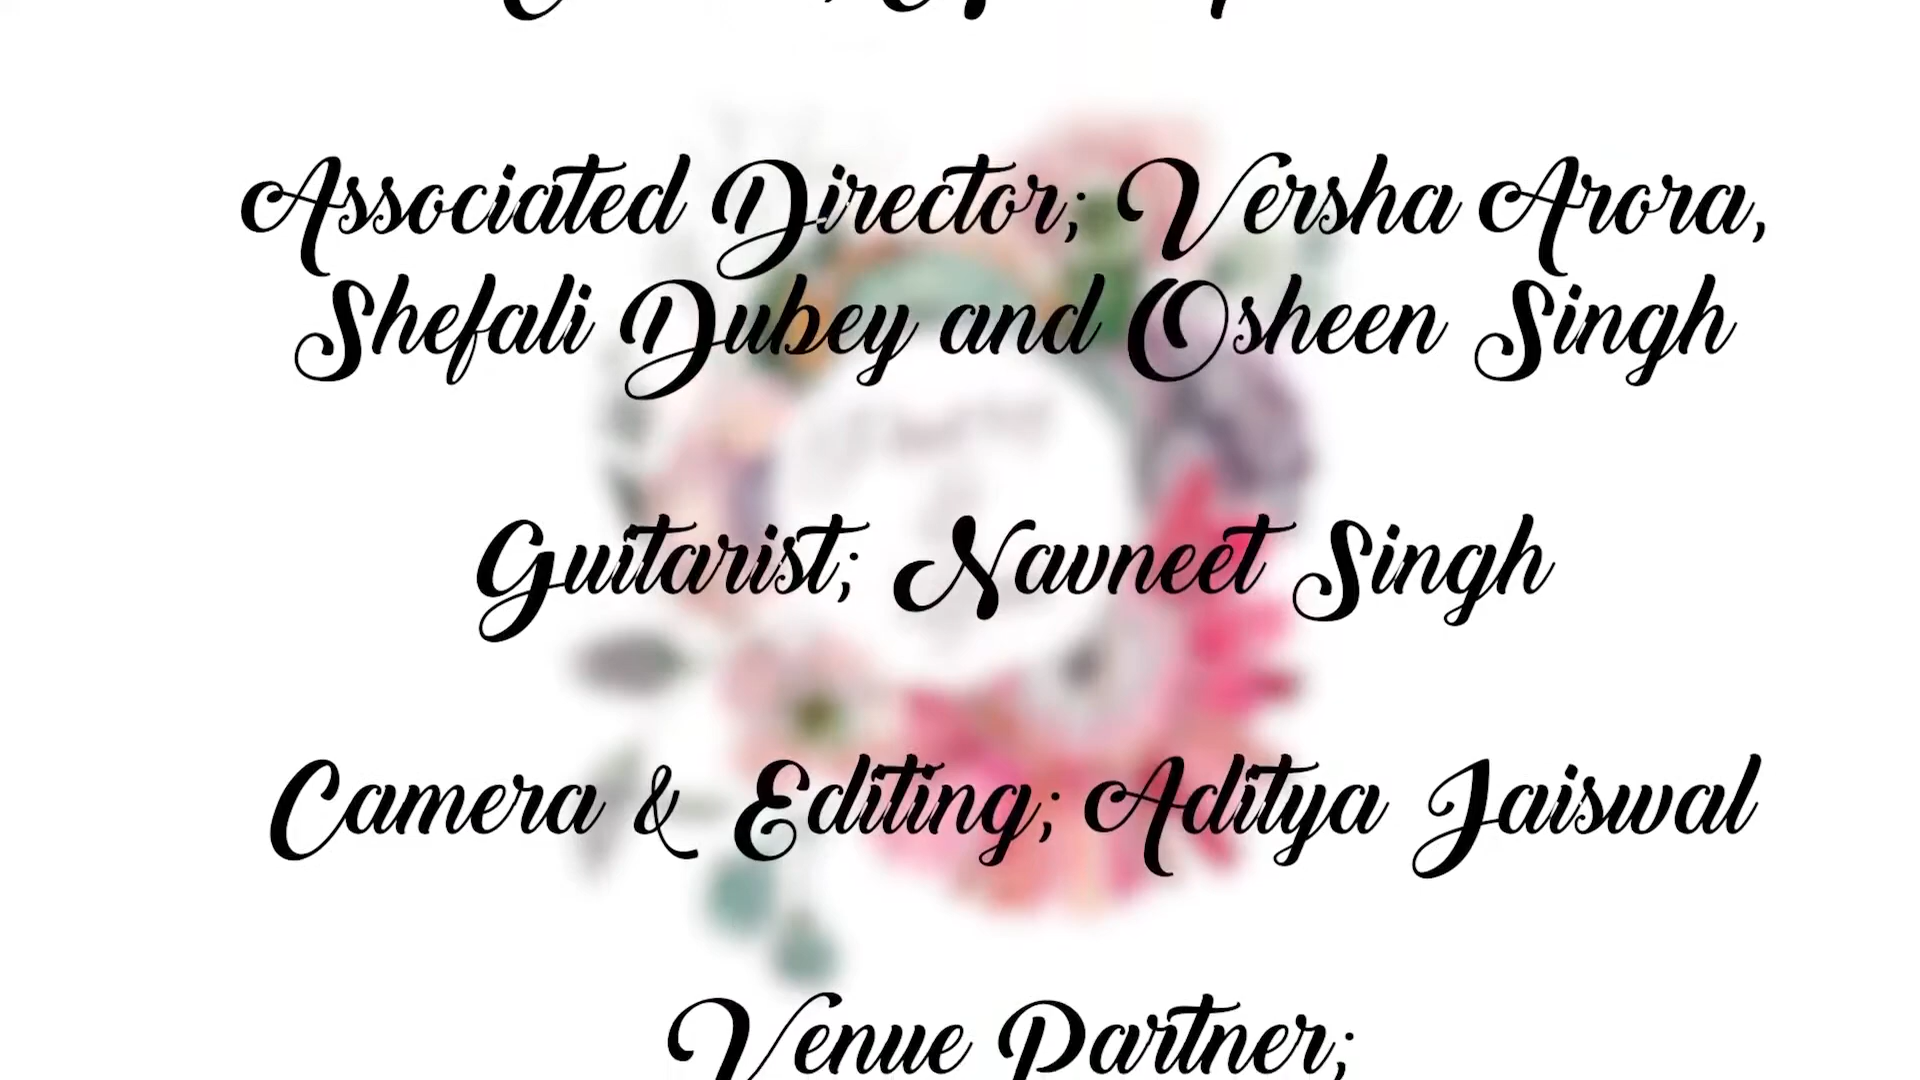 Associated Director; Versha Arora,
Shefali Dubey and Osheen Singh
Guitarist; Navneet Singh
Camera & Editing; Aditya Jaiswal
Venue Partner;